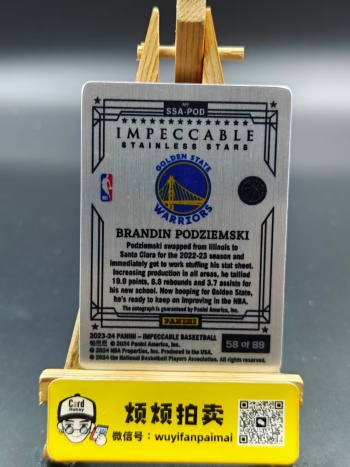 Nº
SSA-POD
IMPECCABLE
STAINLESS STARS
GOLDEN STATE
WARRIORS
BRANDIN PODZIEMSKI
Podziemski swapped from Illinois to
Santa Clara for the 2022-23 season and
immediately got to work stuffing his stat sheet.
Increasing production in all areas, he tallied
19.9 points, 8.8 rebounds and 3.7 assists for
his new school. Now hooping for Golden State,
he's ready to keep on improving in the NBA.
The autograph is guaranteed by Panini America, Inc.
PANINI
2023-24 PANINI – IMPECCABLE BASKETBALL
帕尼尼 © 2024 Panini America, Inc.
© 2024 NBA Properties, Inc. Produced in the USA.
© 2024 the National Basketball Players Association. All rights reserved.
58 of 99
Card
烦烦拍卖
微信号：wuyifanpaimai